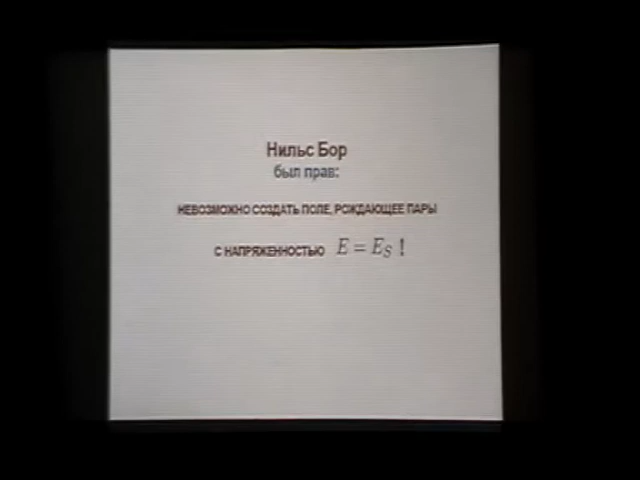 Нильс Бор
был прав:
НЕВОЗМОЖНО СОЗДАТЬ ПОЛЕ, РОЖДАЮЩЕЕ ПАРЫ
С НАПРЯЖЕННОСТЬЮ E = E_S !